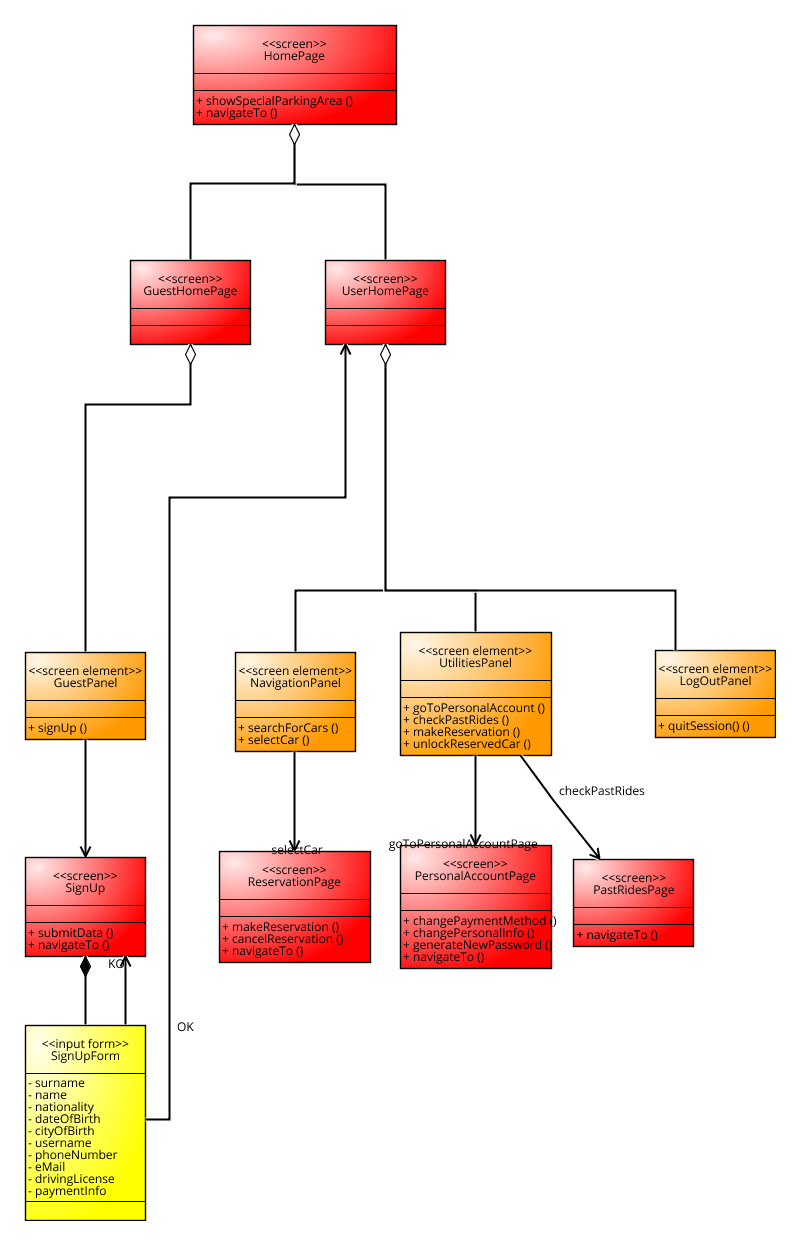 <<screen>>
HomePage
+ showSpecialParkingArea ()
+ navigateTo ()
<<screen>>
GuestHomePage
<<screen>>
UserHomePage
<<screen element>>
GuestPanel
+ signUp ()
<<screen element>>
NavigationPanel
+ searchForCars ()
+ selectCar ()
<<screen element>>
UtilitiesPanel
+ goToPersonalAccount ()
+ checkPastRides ()
+ makeReservation ()
+ unlockReservedCar ()
<<screen element>>
LogOutPanel
+ quitSession() ()
checkPastRides
selectCar
goToPersonalAccountPage
<<screen>>
SignUp
+ submitData ()
+ navigateTo ()
<<screen>>
ReservationPage
+ makeReservation ()
+ cancelReservation ()
+ navigateTo ()
<<screen>>
PersonalAccountPage
+ changePaymentMethod ()
+ changePersonalInfo ()
+ generateNewPassword ()
+ navigateTo ()
<<screen>>
PastRidesPage
+ navigateTo ()
KO
OK
<<input form>>
SignUpForm
- surname
- name
- nationality
- dateOfBirth
- cityOfBirth
- username
- phoneNumber
- eMail
- drivingLicense
- paymentInfo